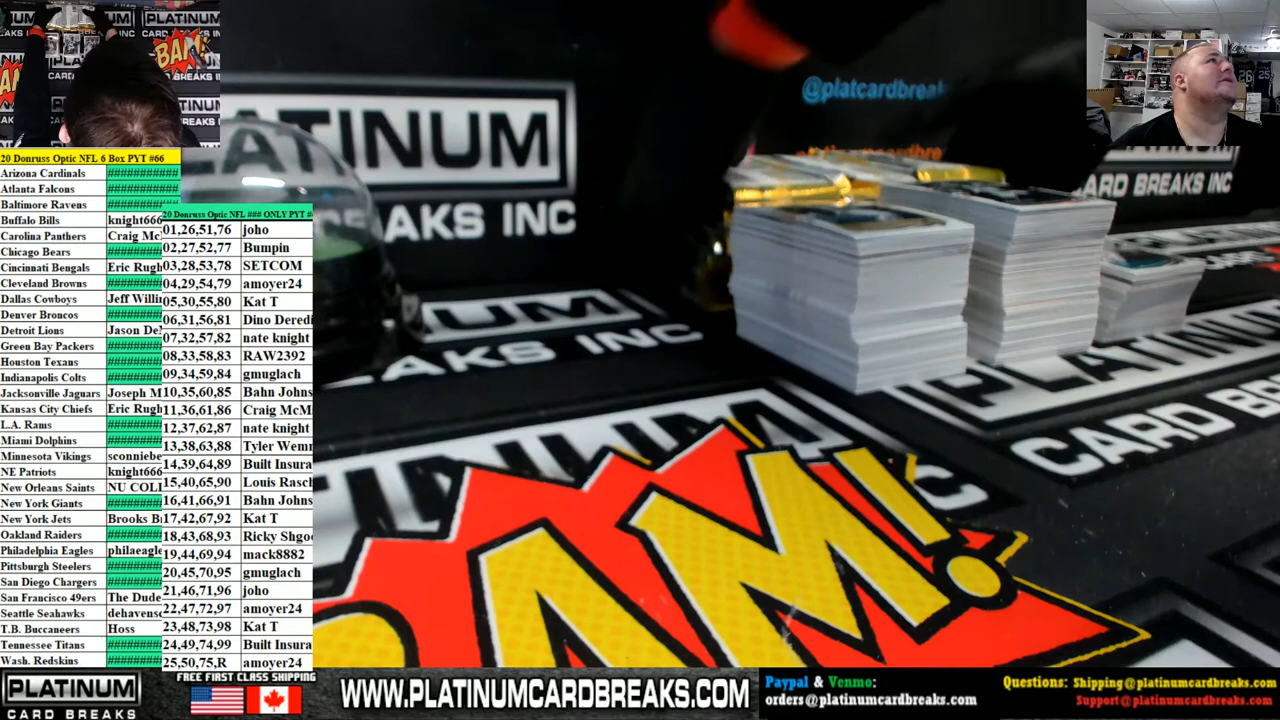 PLATINUM
BAM!
@platcardbreak
PLATINUM
CARD BREAKS INC
BAM!
20 Donruss Optic NFL 6 Box PYT #66
Arizona Cardinals ###########
Atlanta Falcons ###########
Baltimore Ravens #########
Buffalo Bills knight666
Carolina Panthers Craig Mc
Chicago Bears #########
Cincinnati Bengals Eric Rugh
Cleveland Browns #########
Dallas Cowboys Jeff Willi
Denver Broncos #########
Detroit Lions Jason De
Green Bay Packers #########
Houston Texans #########
Indianapolis Colts #########
Jacksonville Jaguars Joseph M
Kansas City Chiefs Eric Rugh
L.A. Rams #########
Miami Dolphins #########
Minnesota Vikings sconniebe
NE Patriots knight666
New Orleans Saints NU COLL
New York Giants #########
New York Jets Brooks B
Oakland Raiders #########
Philadelphia Eagles philaeagle
Pittsburgh Steelers #########
San Diego Chargers #########
San Francisco 49ers The Dude
Seattle Seahawks dehavens
T.B. Buccaneers Hoss
Tennessee Titans #########
Wash. Redskins #########
20 Donruss Optic NFL ### ONLY PYT #
01,26,51,76 joho
02,27,52,77 Bumpin
03,28,53,78 SETCOM
04,29,54,79 amoyer24
05,30,55,80 Kat T
06,31,56,81 Dino Deredi
07,32,57,82 nate knight
08,33,58,83 RAW2392
09,34,59,84 gmuglach
10,35,60,85 Bahn Johns
11,36,61,86 Craig McM
12,37,62,87 nate knight
13,38,63,88 Tyler Wem
14,39,64,89 Built Insura
15,40,65,90 Louis Rasch
16,41,66,91 Bahn Johns
17,42,67,92 Kat T
18,43,68,93 Ricky Shgo
19,44,69,94 mack8882
20,45,70,95 gmuglach
21,46,71,96 joho
22,47,72,97 amoyer24
23,48,73,98 Kat T
24,49,74,99 Built Insura
25,50,75,R amoyer24
PLATINUM
CARD BREAKS
FREE FIRST CLASS SHIPPING
WWW.PLATINUMCARDBREAKS.COM
Paypal & Venmo:
orders@platinumcardbreaks.com
Questions: Shipping@platinumcardbreaks.com
Support@platinumcardbreaks.com